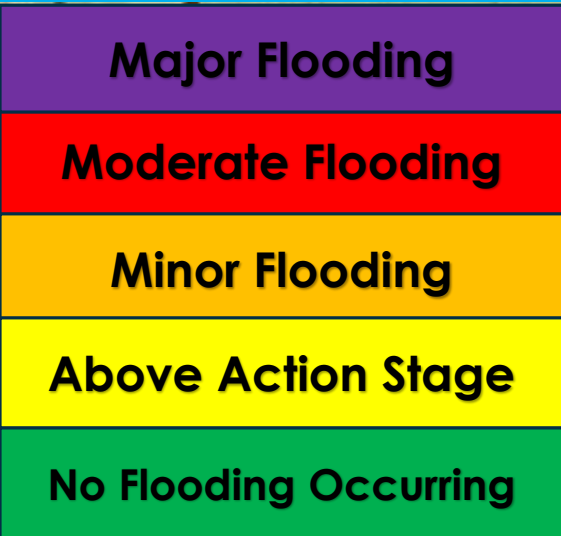 Major Flooding
Moderate Flooding
Minor Flooding
Above Action Stage
No Flooding Occurring